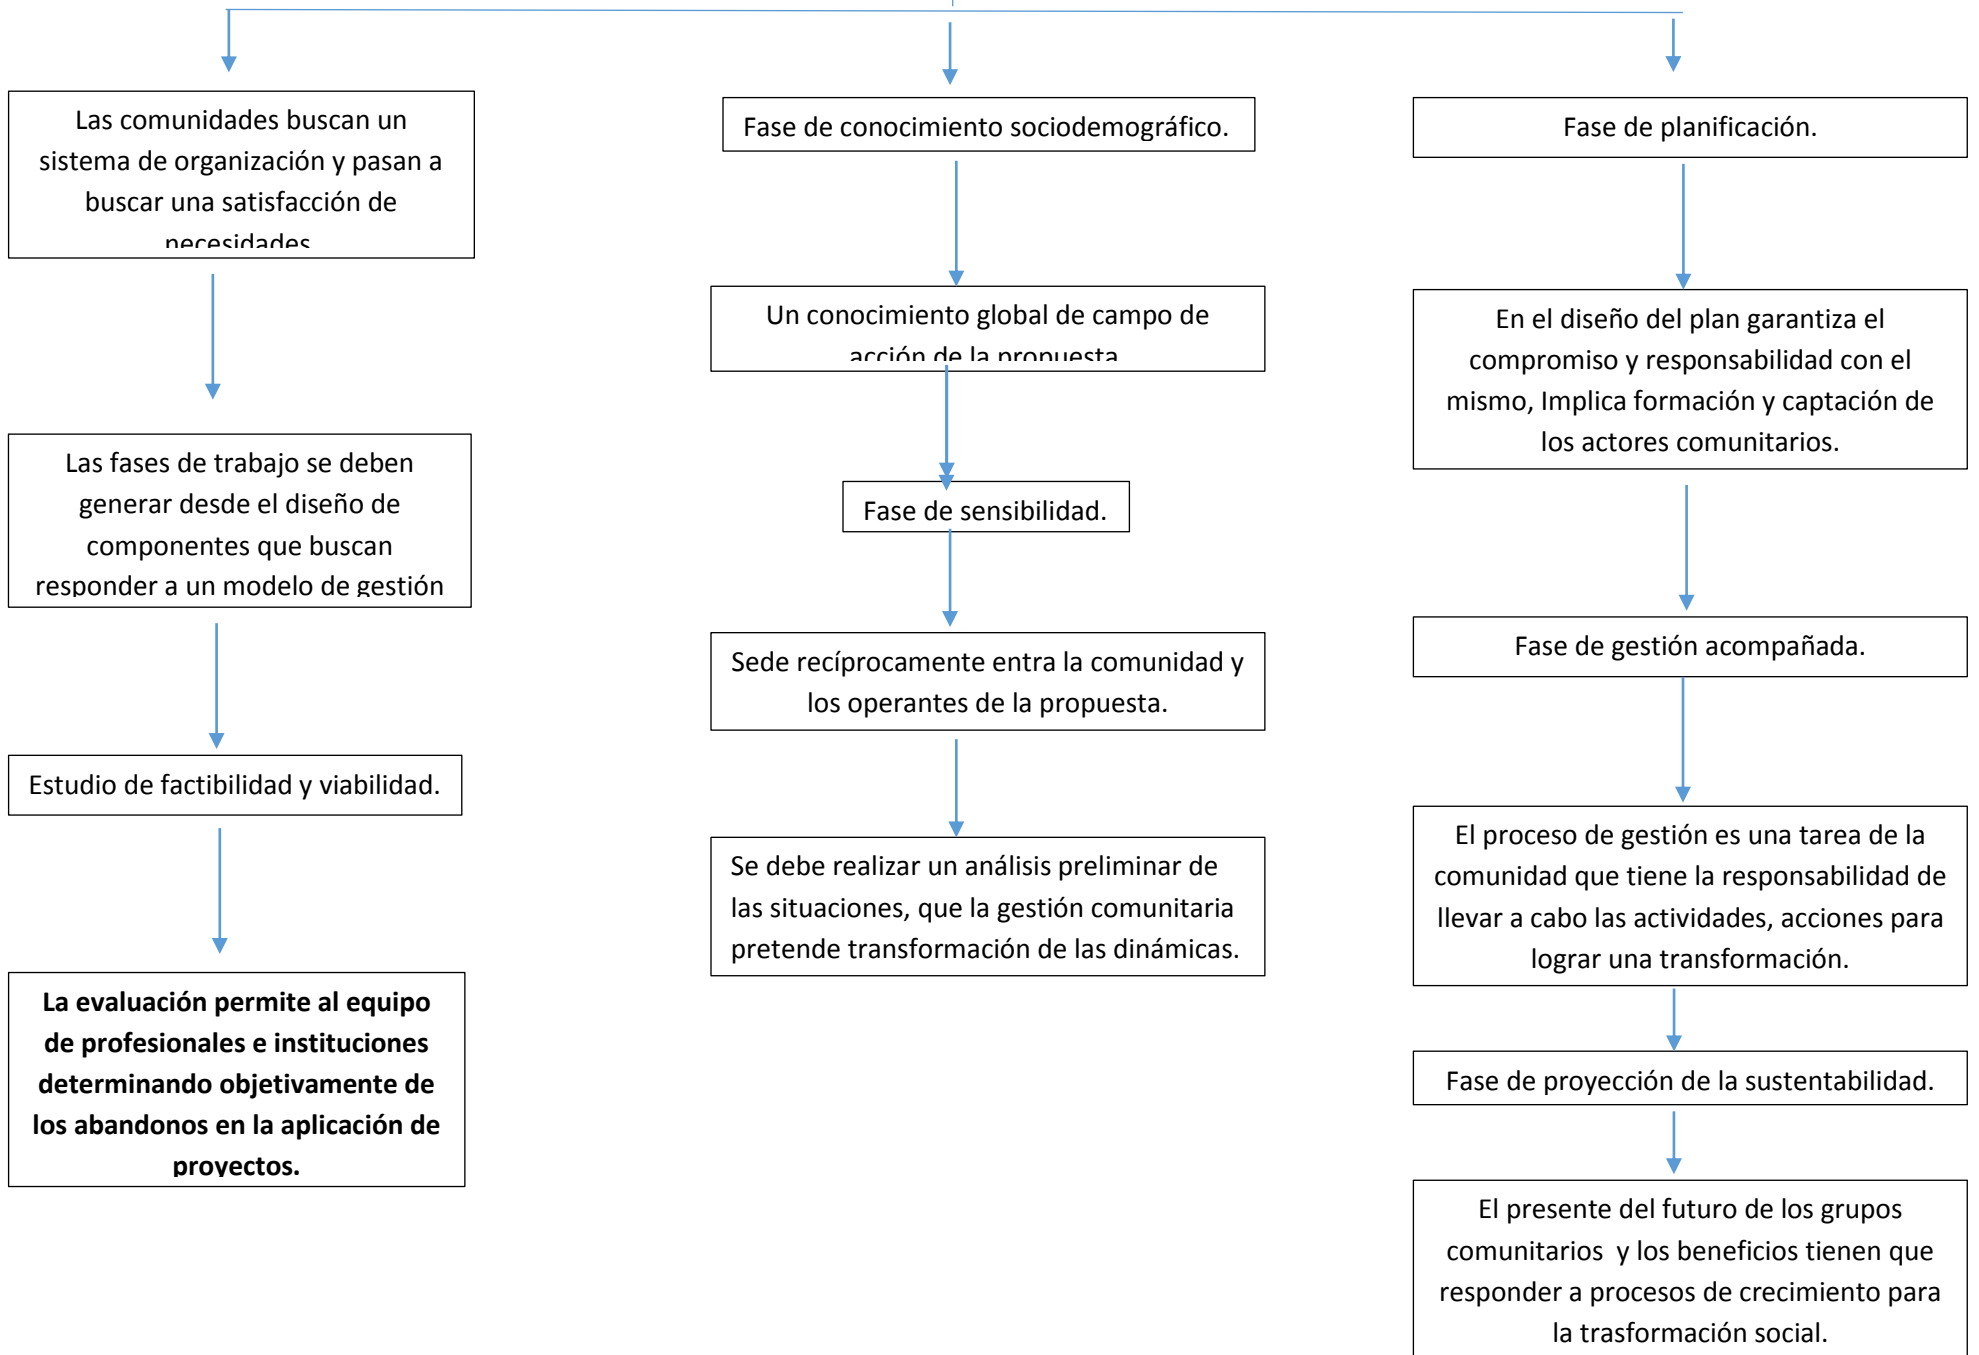 Las comunidades buscan un
sistema de organización y pasan a
buscar una satisfacción de
necesidades
Las fases de trabajo se deben
generar desde el diseño de
componentes que buscan
responder a un modelo de gestión
Estudio de factibilidad y viabilidad.
La evaluación permite al equipo
de profesionales e instituciones
determinando objetivamente de
los abandonos en la aplicación de
proyectos.
Fase de conocimiento sociodemográfico.
Un conocimiento global de campo de
acción de la propuesta
Fase de sensibilidad.
Sede recíprocamente entra la comunidad y
los operantes de la propuesta.
Se debe realizar un análisis preliminar de
las situaciones, que la gestión comunitaria
pretende transformación de las dinámicas.
Fase de planificación.
En el diseño del plan garantiza el
compromiso y responsabilidad con el
mismo, Implica formación y captación de
los actores comunitarios.
Fase de gestión acompañada.
El proceso de gestión es una tarea de la
comunidad que tiene la responsabilidad de
llevar a cabo las actividades, acciones para
lograr una transformación.
Fase de proyección de la sustentabilidad.
El presente del futuro de los grupos
comunitarios  y los beneficios tienen que
responder a procesos de crecimiento para
la trasformación social.